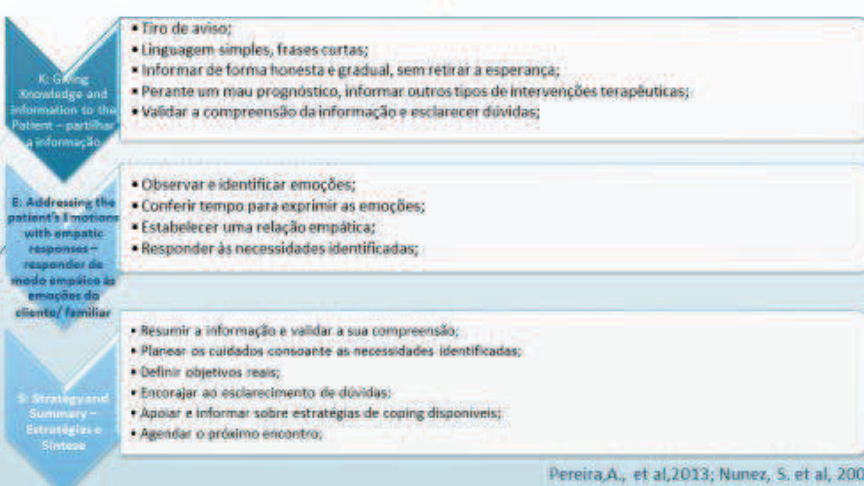 K: Giving
Knowledge and
information to the
Patient – partilhar
a informação
▪ Tiro de aviso;
▪ Linguagem simples, frases curtas;
▪ Informar de forma honesta e gradual, sem retirar a esperança;
▪ Perante um mau prognóstico, informar outros tipos de intervenções terapêuticas;
▪ Validar a compreensão da informação e esclarecer dúvidas;
E: Addressing the
patient's Emotions
with empatic
responses –
responder de
modo empático às
emoções do
cliente/ familiar
▪ Observar e identificar emoções;
▪ Conferir tempo para exprimir as emoções;
▪ Estabelecer uma relação empática;
▪ Responder às necessidades identificadas;
S: Strategy and
Summary –
Estratégias e
Síntese
▪ Resumir a informação e validar a sua compreensão;
▪ Planear os cuidados consoante as necessidades identificadas;
▪ Definir objetivos reais;
▪ Encorajar ao esclarecimento de dúvidas;
▪ Apoiar e informar sobre estratégias de coping disponíveis;
▪ Agendar o próximo encontro;
Pereira,A., et al,2013; Nunez, S. et al, 200